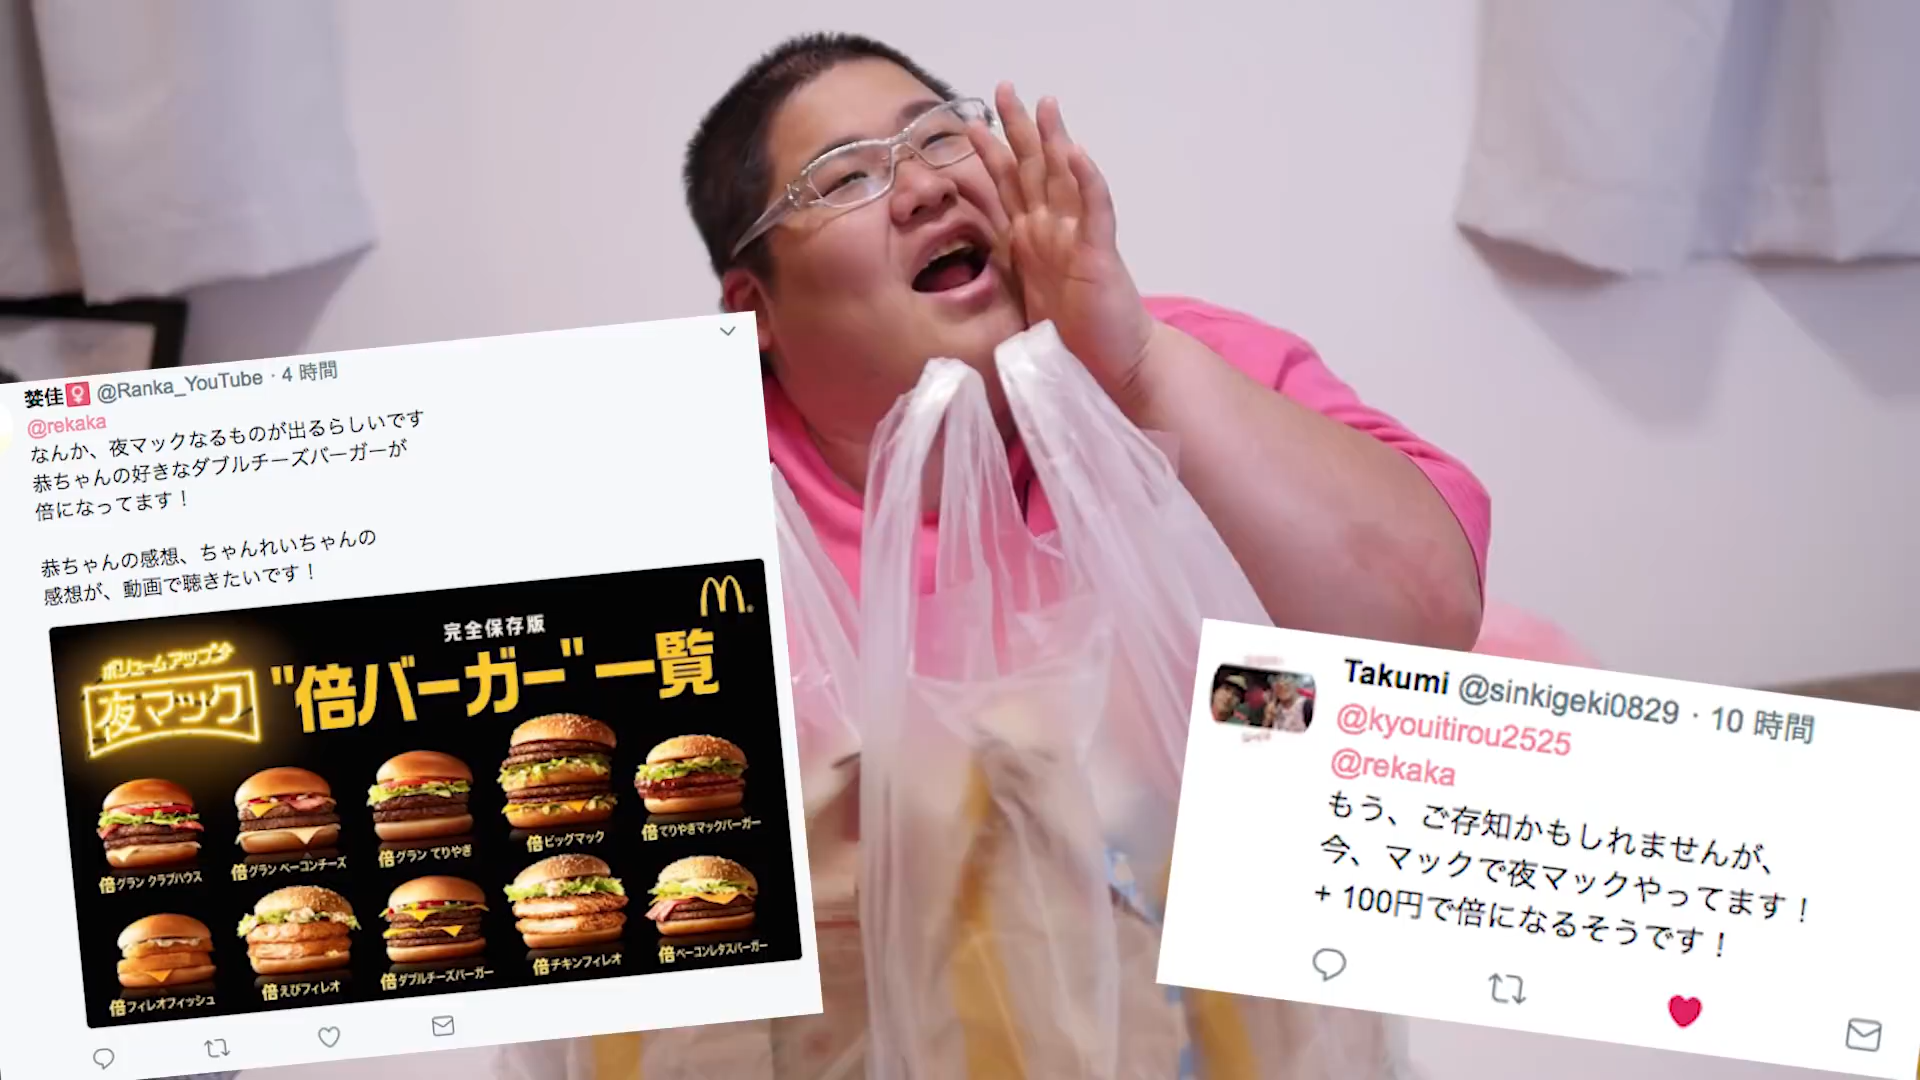 婪佳 @Ranka_YouTube · 4 時間
@rekaka
なんか、夜マックなるものが出るらしいです
恭ちゃんの好きなダブルチーズバーガーが
倍になってます！
恭ちゃんの感想、ちゃんれいちゃんの
感想が、動画で聴きたいです！
完全保存版
ボリュームアップ
夜マック
"倍バーガー"一覧
倍グラン クラブハウス
倍グラン ベーコンチーズ
倍グラン てりやき
倍ビッグマック
倍てりやきマックバーガー
倍フィレオフィッシュ
倍えびフィレオ
倍ダブルチーズバーガー
倍チキンフィレオ
倍ベーコンレタスバーガー
Takumi @sinkigeki0829 · 10 時間
@kyouitirou2525
@rekaka
もう、ご存知かもしれませんが、
今、マックで夜マックやってます！
+ 100円で倍になるそうです！